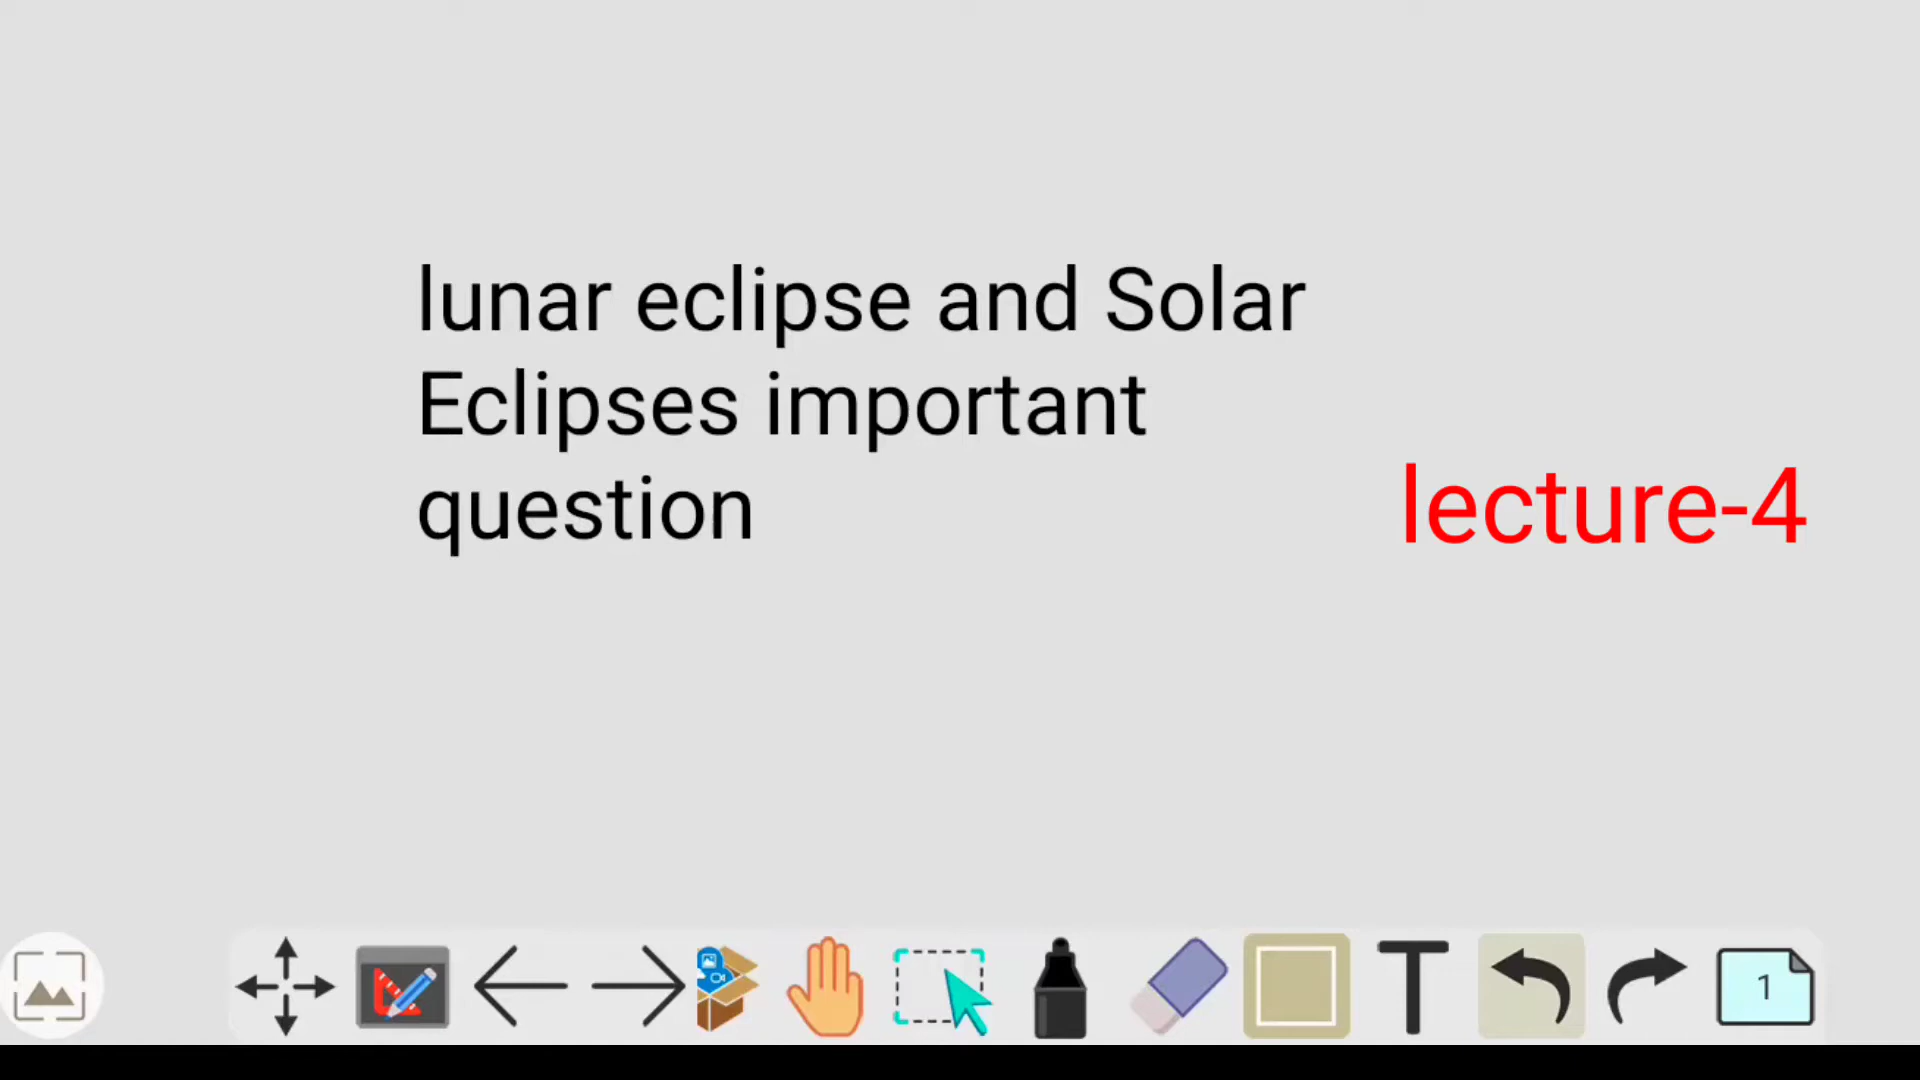 lunar eclipse and Solar
Eclipses important
question
lecture-4
1